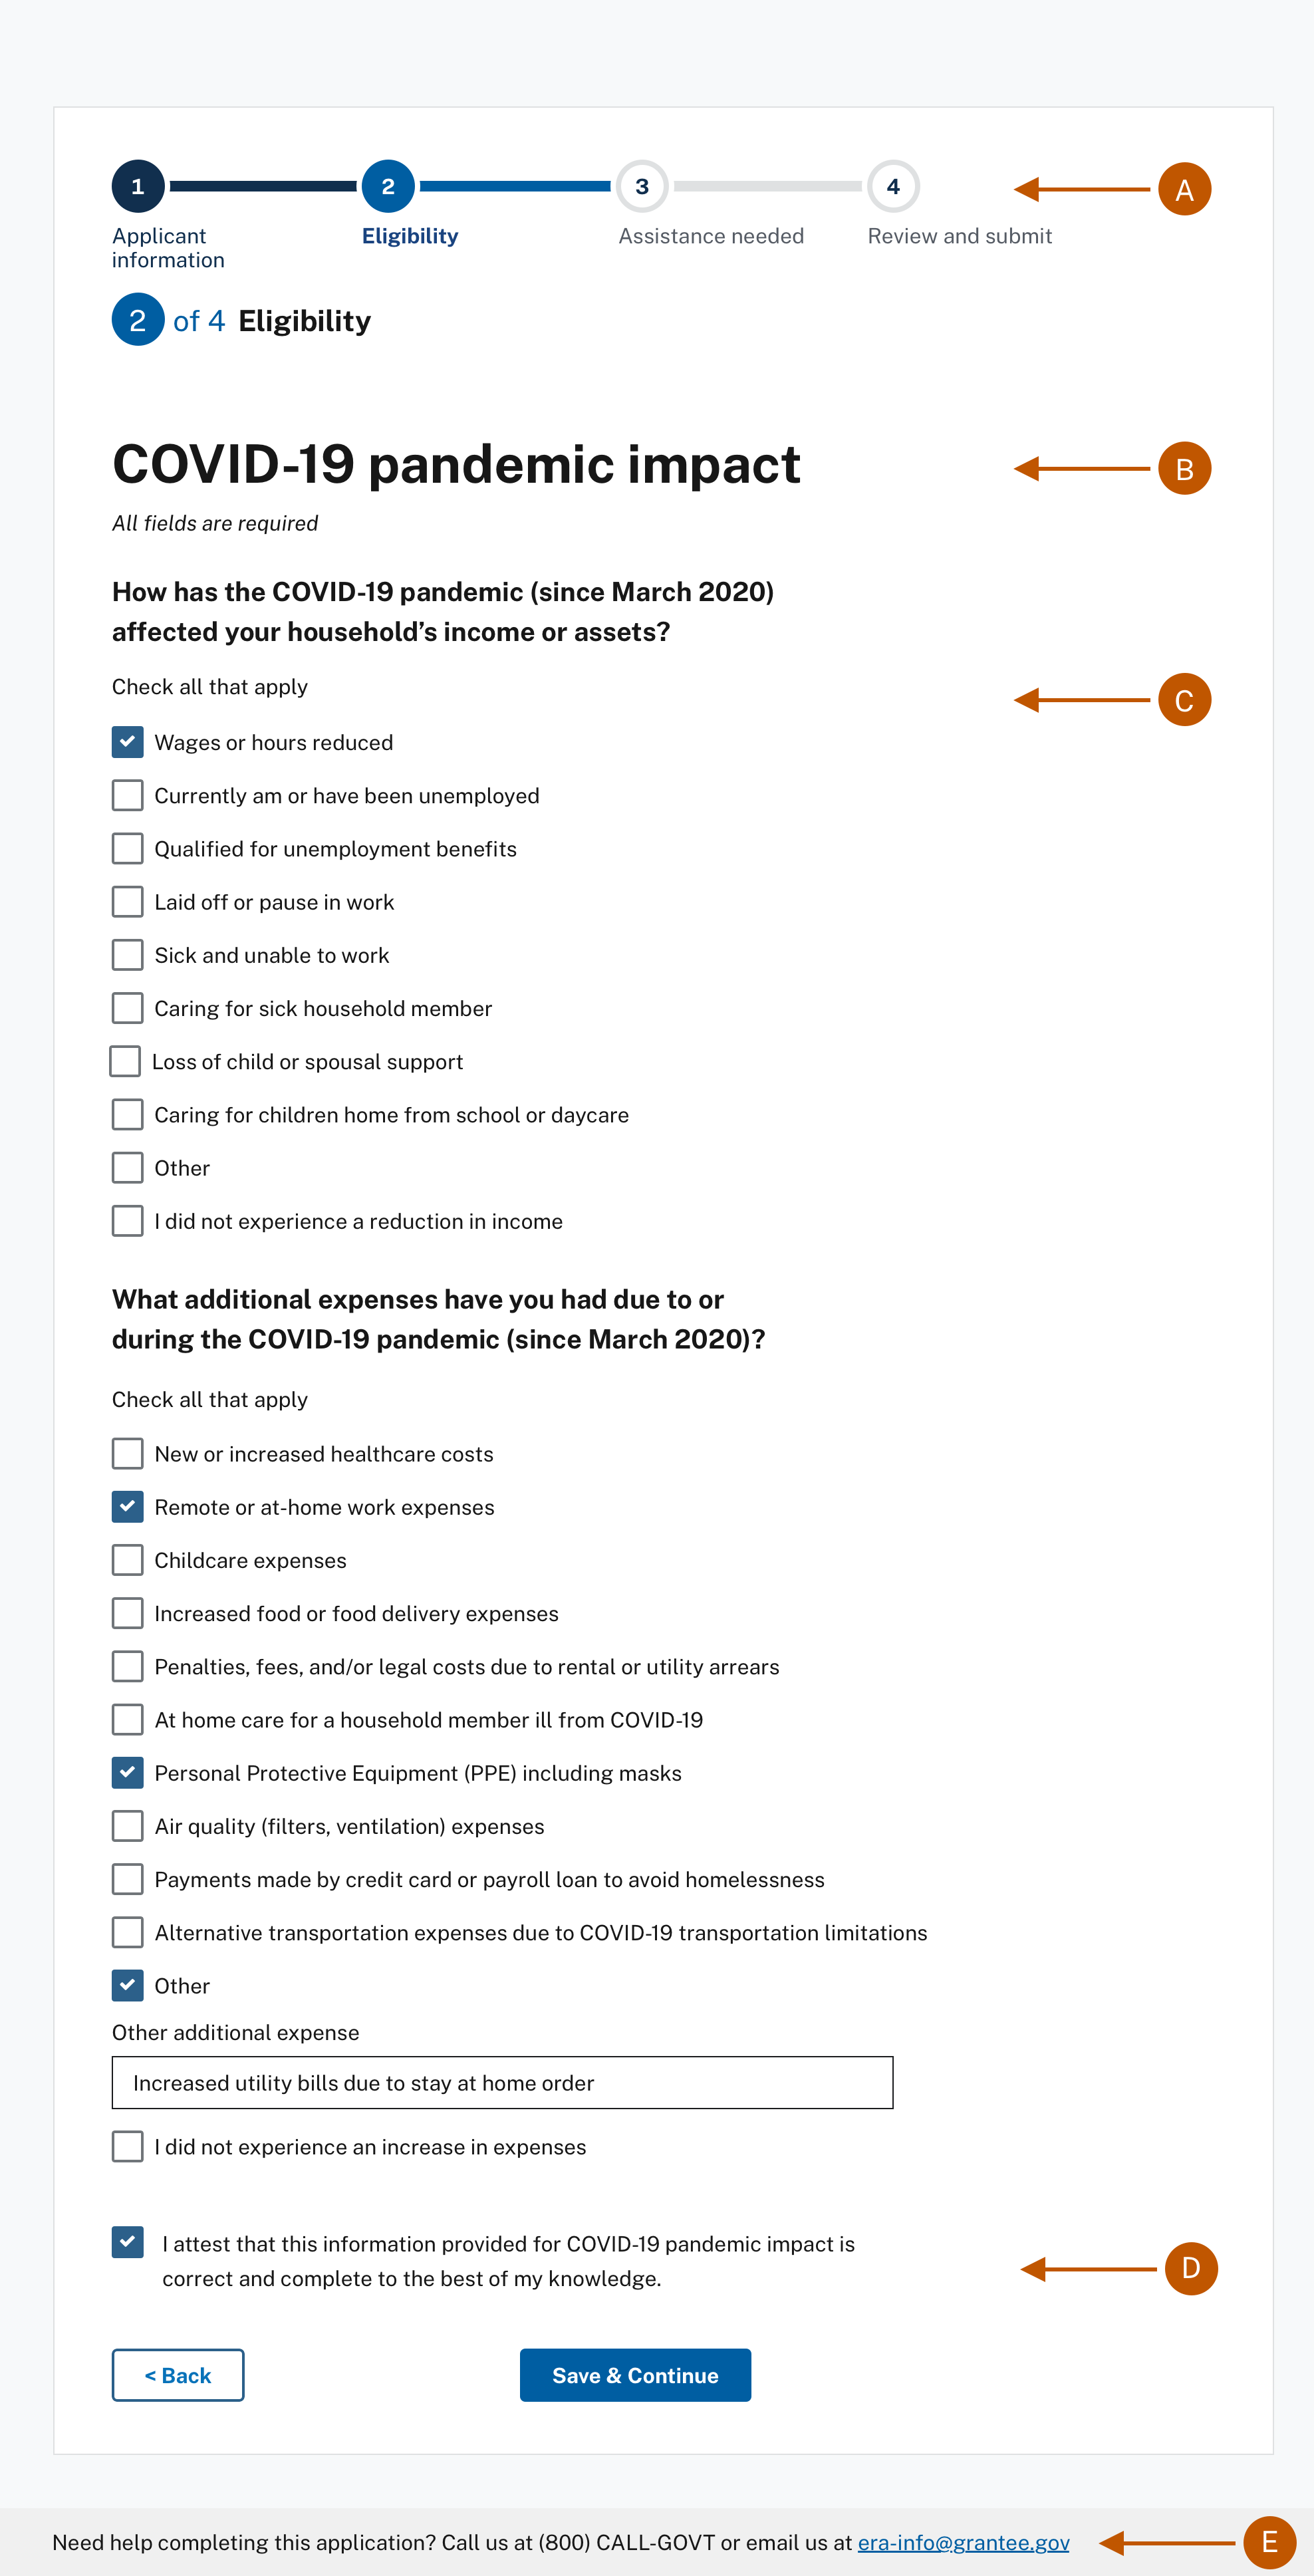 1
2
3
4
A
Applicant
information
Eligibility
Assistance needed
Review and submit
2 of 4 Eligibility
COVID-19 pandemic impact
B
All fields are required
How has the COVID-19 pandemic (since March 2020)
affected your household’s income or assets?
Check all that apply
C
Wages or hours reduced
Currently am or have been unemployed
Qualified for unemployment benefits
Laid off or pause in work
Sick and unable to work
Caring for sick household member
Loss of child or spousal support
Caring for children home from school or daycare
Other
I did not experience a reduction in income
What additional expenses have you had due to or
during the COVID-19 pandemic (since March 2020)?
Check all that apply
New or increased healthcare costs
Remote or at-home work expenses
Childcare expenses
Increased food or food delivery expenses
Penalties, fees, and/or legal costs due to rental or utility arrears
At home care for a household member ill from COVID-19
Personal Protective Equipment (PPE) including masks
Air quality (filters, ventilation) expenses
Payments made by credit card or payroll loan to avoid homelessness
Alternative transportation expenses due to COVID-19 transportation limitations
Other
Other additional expense
Increased utility bills due to stay at home order
I did not experience an increase in expenses
I attest that this information provided for COVID-19 pandemic impact is
correct and complete to the best of my knowledge.
D
< Back
Save & Continue
Need help completing this application? Call us at (800) CALL-GOVT or email us at era-info@grantee.gov
E